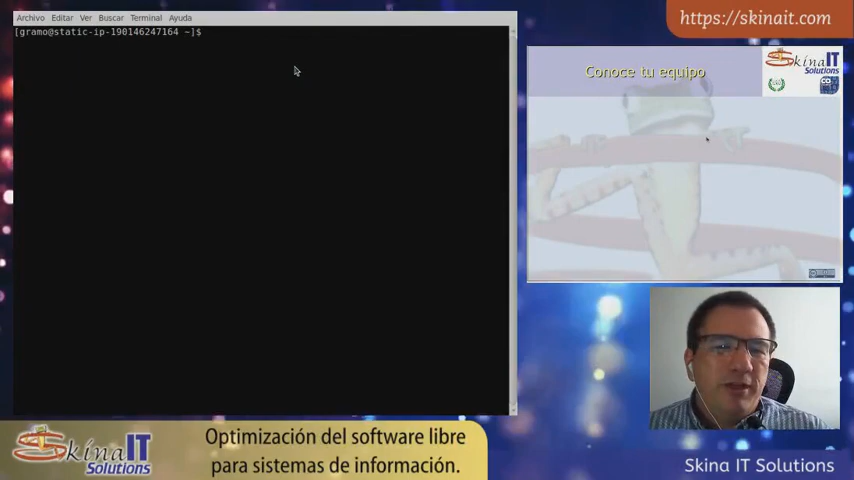 Archivo Editar Ver Buscar Terminal Ayuda
[gramo@static-ip-190146247164 ~]$
https://skinait.com
Conoce tu equipo
Skina IT
Solutions
Skina IT
Solutions
Optimización del software libre
para sistemas de información.
Skina IT Solutions